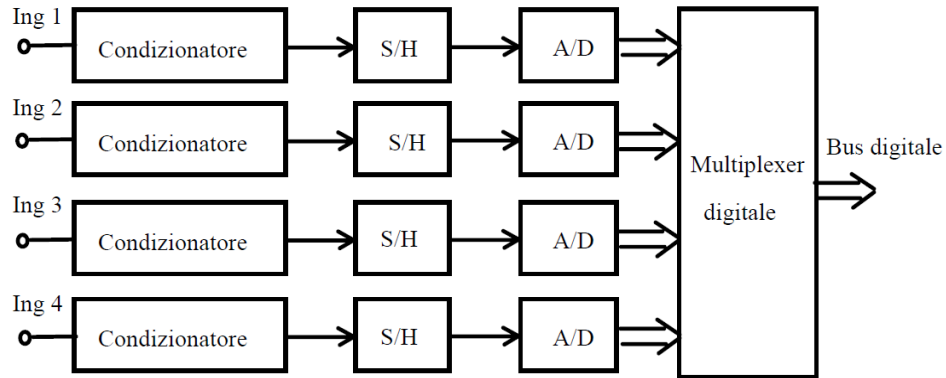 Ing 1
Condizionatore
S/H
A/D
Ing 2
Condizionatore
S/H
A/D
Ing 3
Condizionatore
S/H
A/D
Ing 4
Condizionatore
S/H
A/D
Multiplexer
digitale
Bus digitale